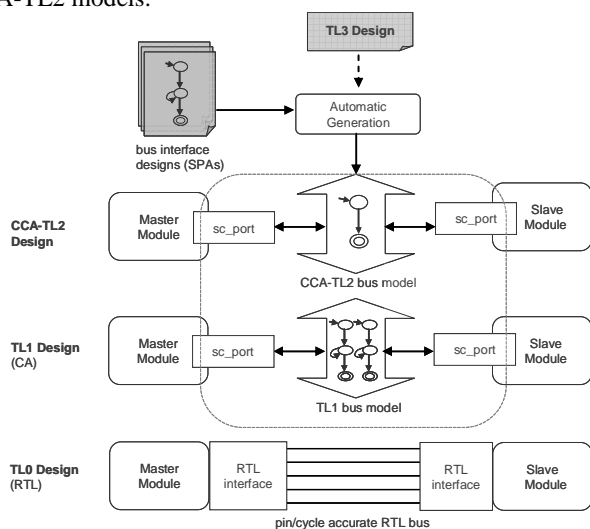 CA-TL2 models.
TL3 Design
Automatic
Generation
bus interface
designs (SPAs)
CCA-TL2
Design
Master
Module
sc_port
sc_port
Slave
Module
CCA-TL2 bus model
TL1 Design
(CA)
Master
Module
sc_port
sc_port
Slave
Module
TL1 bus model
TL0 Design
(RTL)
Master
Module
RTL
interface
RTL
interface
Slave
Module
pin/cycle accurate RTL bus